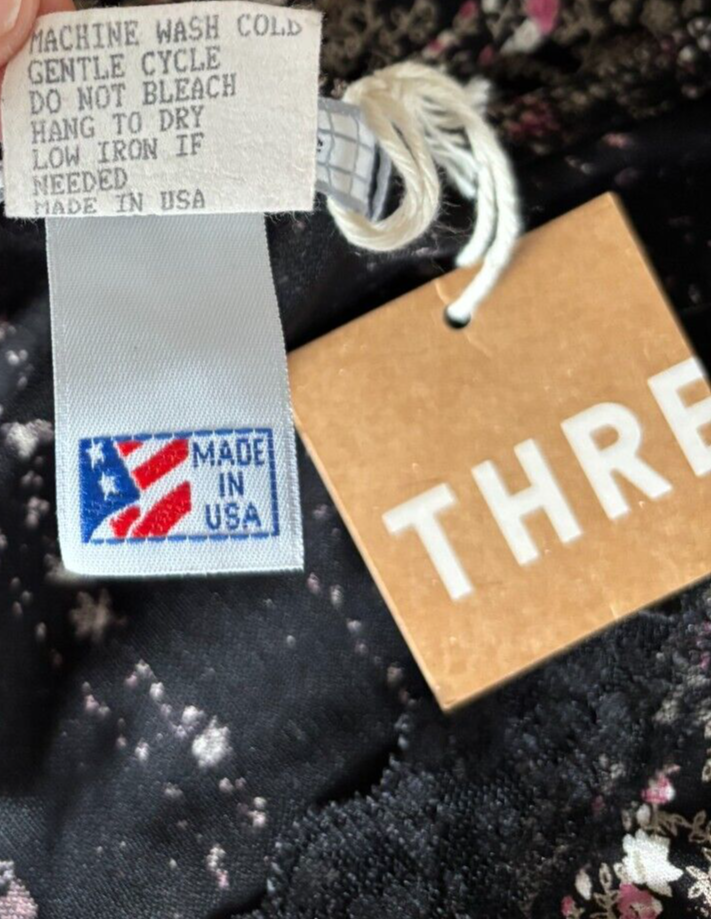 MACHINE WASH COLD
GENTLE CYCLE
DO NOT BLEACH
HANG TO DRY
LOW IRON IF
NEEDED
MADE IN USA
MADE
IN
USA
THRE